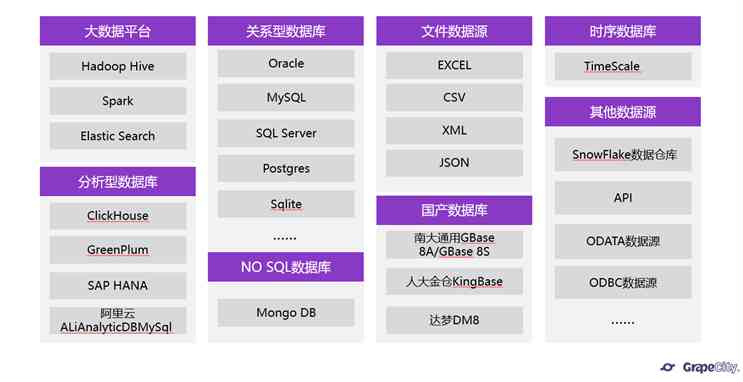 大数据平台
Hadoop Hive
Spark
Elastic Search
分析型数据库
ClickHouse
GreenPlum
SAP HANA
阿里云
ALiAnalyticDBMySql
关系型数据库
Oracle
MySQL
SQL Server
Postgres
Sqlite
......
NO SQL数据库
Mongo DB
文件数据源
EXCEL
CSV
XML
JSON
国产数据库
南大通用GBase
8A/GBase 8S
人大金仓KingBase
达梦DM8
时序数据库
TimeScale
其他数据源
SnowFlake数据仓库
API
ODATA数据源
ODBC数据源
......
GrapeCity.